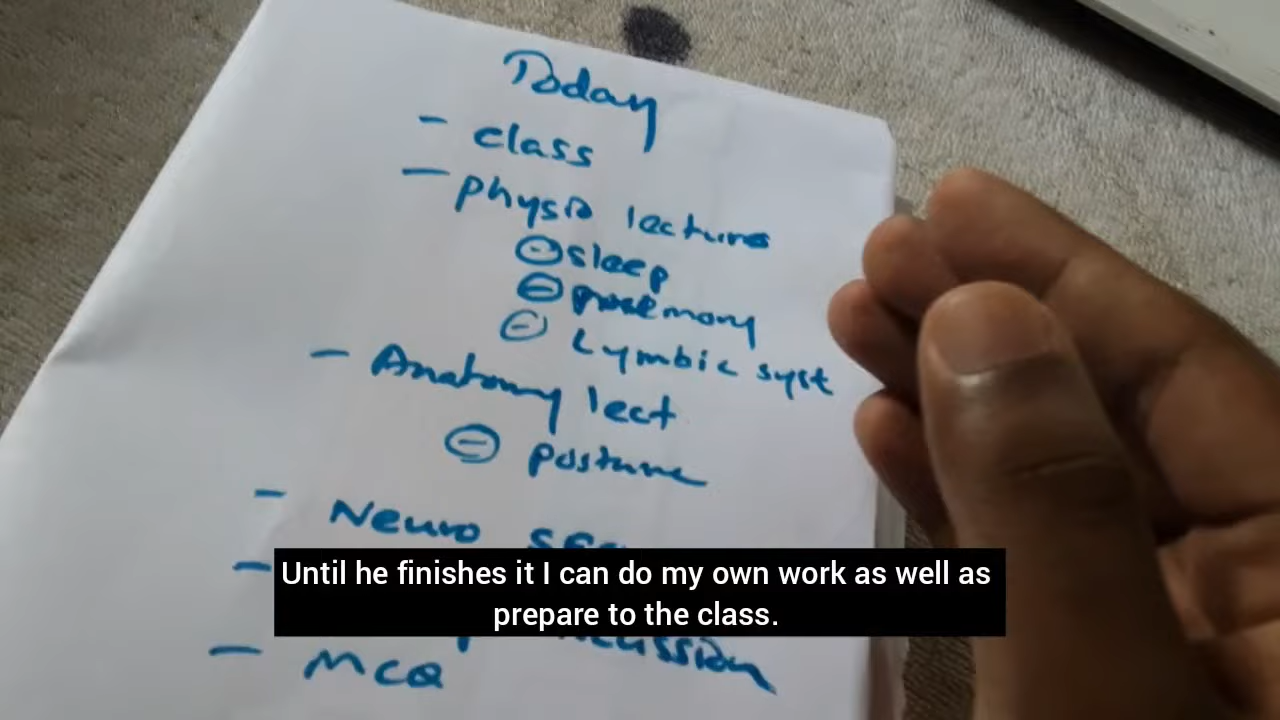 Today
- class
- physio lectures
⊝ sleep
⊝ memory
⊝ Lymbic syst
- Anatomy lect
⊝ posture
- Neuro
Until he finishes it I can do my own work as well as
prepare to the class.
- MCQ